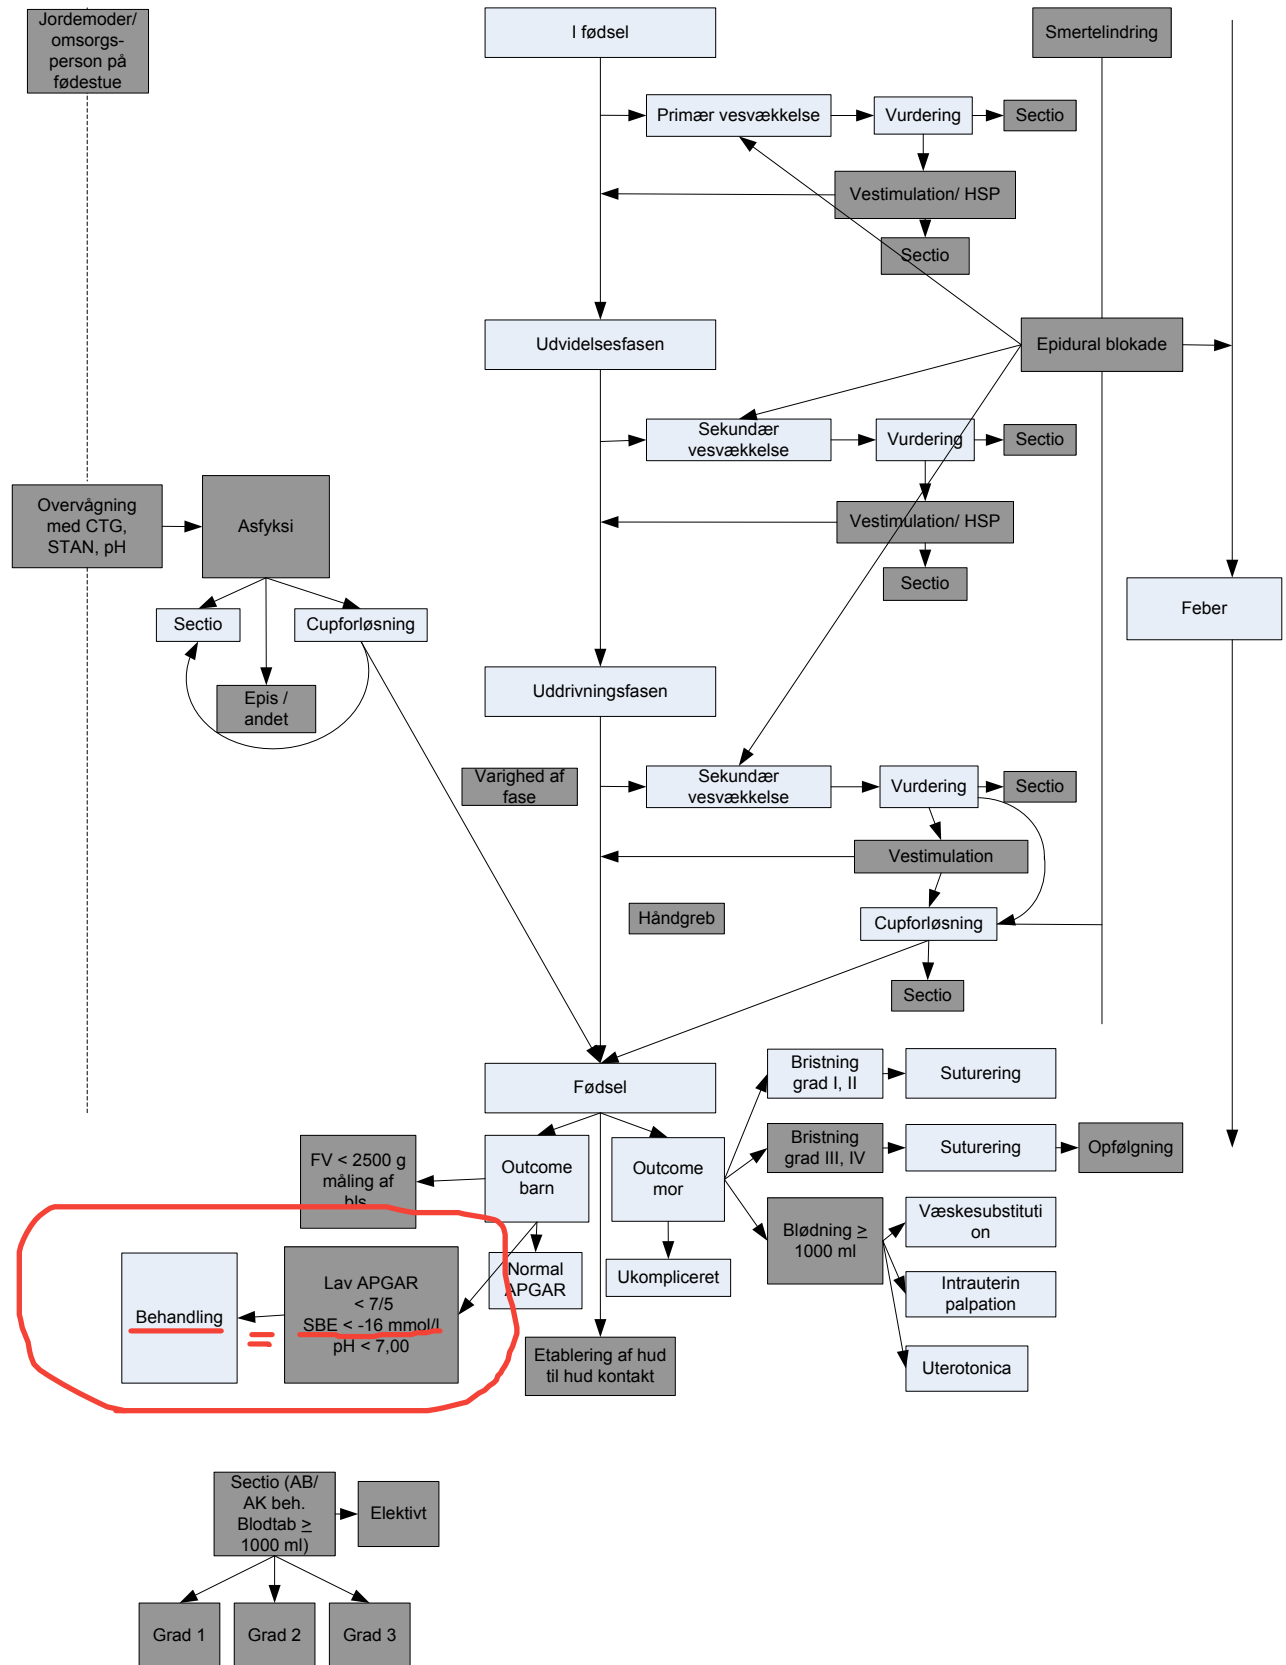 Jordemoder/
omsorgs-
person på
fødestue
I fødsel
Smertelindring
Primær vesvækkelse
Vurdering
Sectio
Vestimulation/ HSP
Sectio
Udvidelsesfasen
Epidural blokade
Sekundær
vesvækkelse
Vurdering
Sectio
Overvågning
med CTG,
STAN, pH
Asfyksi
Vestimulation/ HSP
Sectio
Sectio
Cupforløsning
Feber
Epis /
andet
Uddrivningsfasen
Varighed af
fase
Sekundær
vesvækkelse
Vurdering
Sectio
Vestimulation
Håndgreb
Cupforløsning
Sectio
Fødsel
Bristning
grad I, II
Suturering
FV < 2500 g
måling af
bls
Outcome
barn
Outcome
mor
Bristning
grad III, IV
Suturering
Opfølgning
Blødning ≥
1000 ml
Væskesubstituti
on
Normal
APGAR
Ukompliceret
Intrauterin
palpation
Behandling
=
Lav APGAR
< 7/5
SBE < -16 mmol/l
pH < 7,00
Etablering af hud
til hud kontakt
Uterotonica
Sectio (AB/
AK beh.
Blodtab ≥
1000 ml)
Elektivt
Grad 1
Grad 2
Grad 3